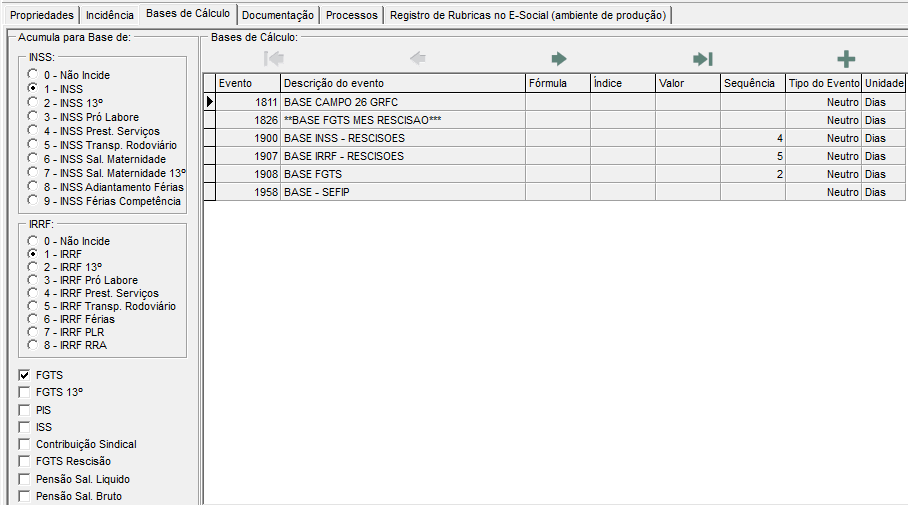 Propriedades Incidência Bases de Cálculo Documentação Processos Registro de Rubricas no E-Social (ambiente de produção)
Acumula para Base de:
INSS:
0 - Não Incide
1 - INSS
2 - INSS 13º
3 - INSS Pró Labore
4 - INSS Prest. Serviços
5 - INSS Transp. Rodoviário
6 - INSS Sal. Maternidade
7 - INSS Sal. Maternidade 13º
8 - INSS Adiantamento Férias
9 - INSS Férias Competência
IRRF:
0 - Não Incide
1 - IRRF
2 - IRRF 13º
3 - IRRF Pró Labore
4 - IRRF Prest. Serviços
5 - IRRF Transp. Rodoviário
6 - IRRF Férias
7 - IRRF PLR
8 - IRRF RRA
FGTS
FGTS 13º
PIS
ISS
Contribuição Sindical
FGTS Rescisão
Pensão Sal. Liquido
Pensão Sal. Bruto
Bases de Cálculo:
Evento Descrição do evento Fórmula Índice Valor Sequência Tipo do Evento Unidade
1811 BASE CAMPO 26 GRFC Neutro Dias
1826 **BASE FGTS MES RESCISAO*** Neutro Dias
1900 BASE INSS - RESCISOES 4 Neutro Dias
1907 BASE IRRF - RESCISOES 5 Neutro Dias
1908 BASE FGTS 2 Neutro Dias
1958 BASE - SEFIP Neutro Dias